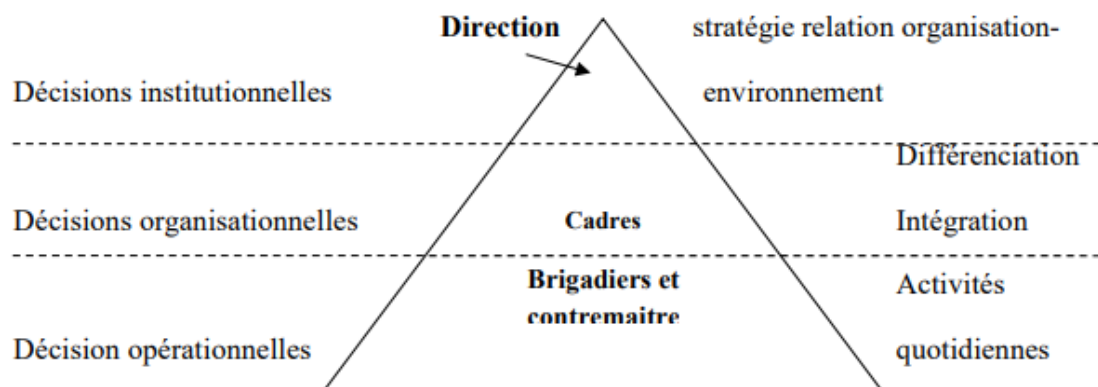 Direction
stratégie relation organisation-
Décisions institutionnelles
environnement
Différenciation
Décisions organisationnelles
Cadres
Intégration
Brigadiers et
contremaitre
Activités
Décision opérationnelles
quotidiennes